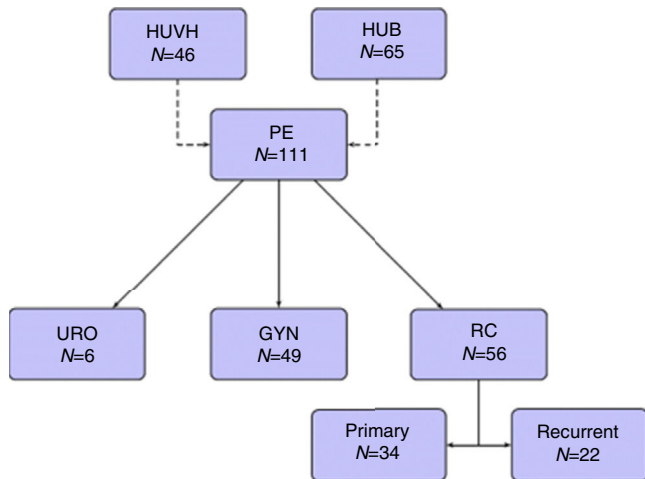 HUVH
N=46
HUB
N=65
PE
N=111
URO
N=6
GYN
N=49
RC
N=56
Primary
N=34
Recurrent
N=22